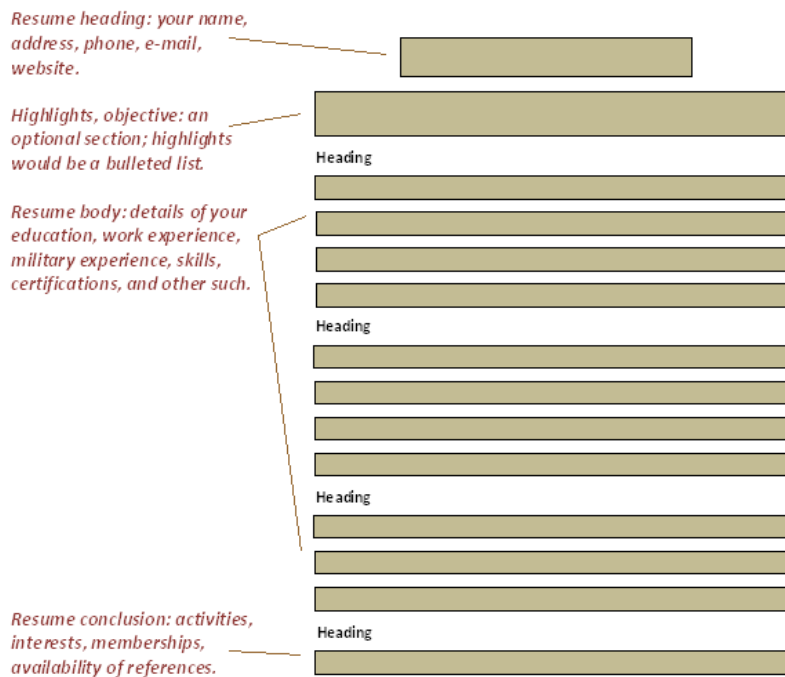 Resume heading: your name,
address, phone, e-mail,
website.
Highlights, objective: an
optional section; highlights
would be a bulleted list.
Heading
Resume body: details of your
education, work experience,
military experience, skills,
certifications, and other such.
Heading
Heading
Resume conclusion: activities,
interests, memberships,
availability of references.
Heading